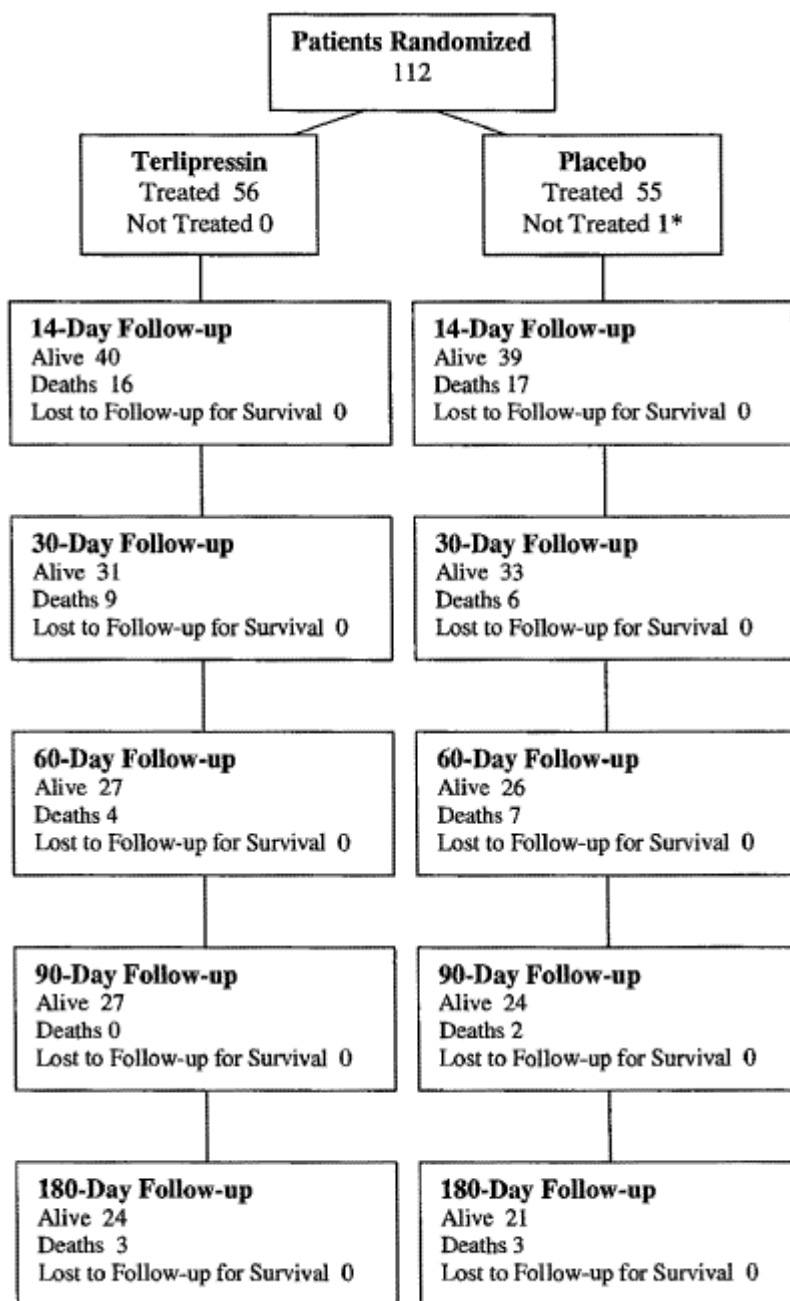 Patients Randomized
112
Terlipressin
Treated 56
Not Treated 0
Placebo
Treated 55
Not Treated 1*
14-Day Follow-up
Alive 40
Deaths 16
Lost to Follow-up for Survival 0
14-Day Follow-up
Alive 39
Deaths 17
Lost to Follow-up for Survival 0
30-Day Follow-up
Alive 31
Deaths 9
Lost to Follow-up for Survival 0
30-Day Follow-up
Alive 33
Deaths 6
Lost to Follow-up for Survival 0
60-Day Follow-up
Alive 27
Deaths 4
Lost to Follow-up for Survival 0
60-Day Follow-up
Alive 26
Deaths 7
Lost to Follow-up for Survival 0
90-Day Follow-up
Alive 27
Deaths 0
Lost to Follow-up for Survival 0
90-Day Follow-up
Alive 24
Deaths 2
Lost to Follow-up for Survival 0
180-Day Follow-up
Alive 24
Deaths 3
Lost to Follow-up for Survival 0
180-Day Follow-up
Alive 21
Deaths 3
Lost to Follow-up for Survival 0